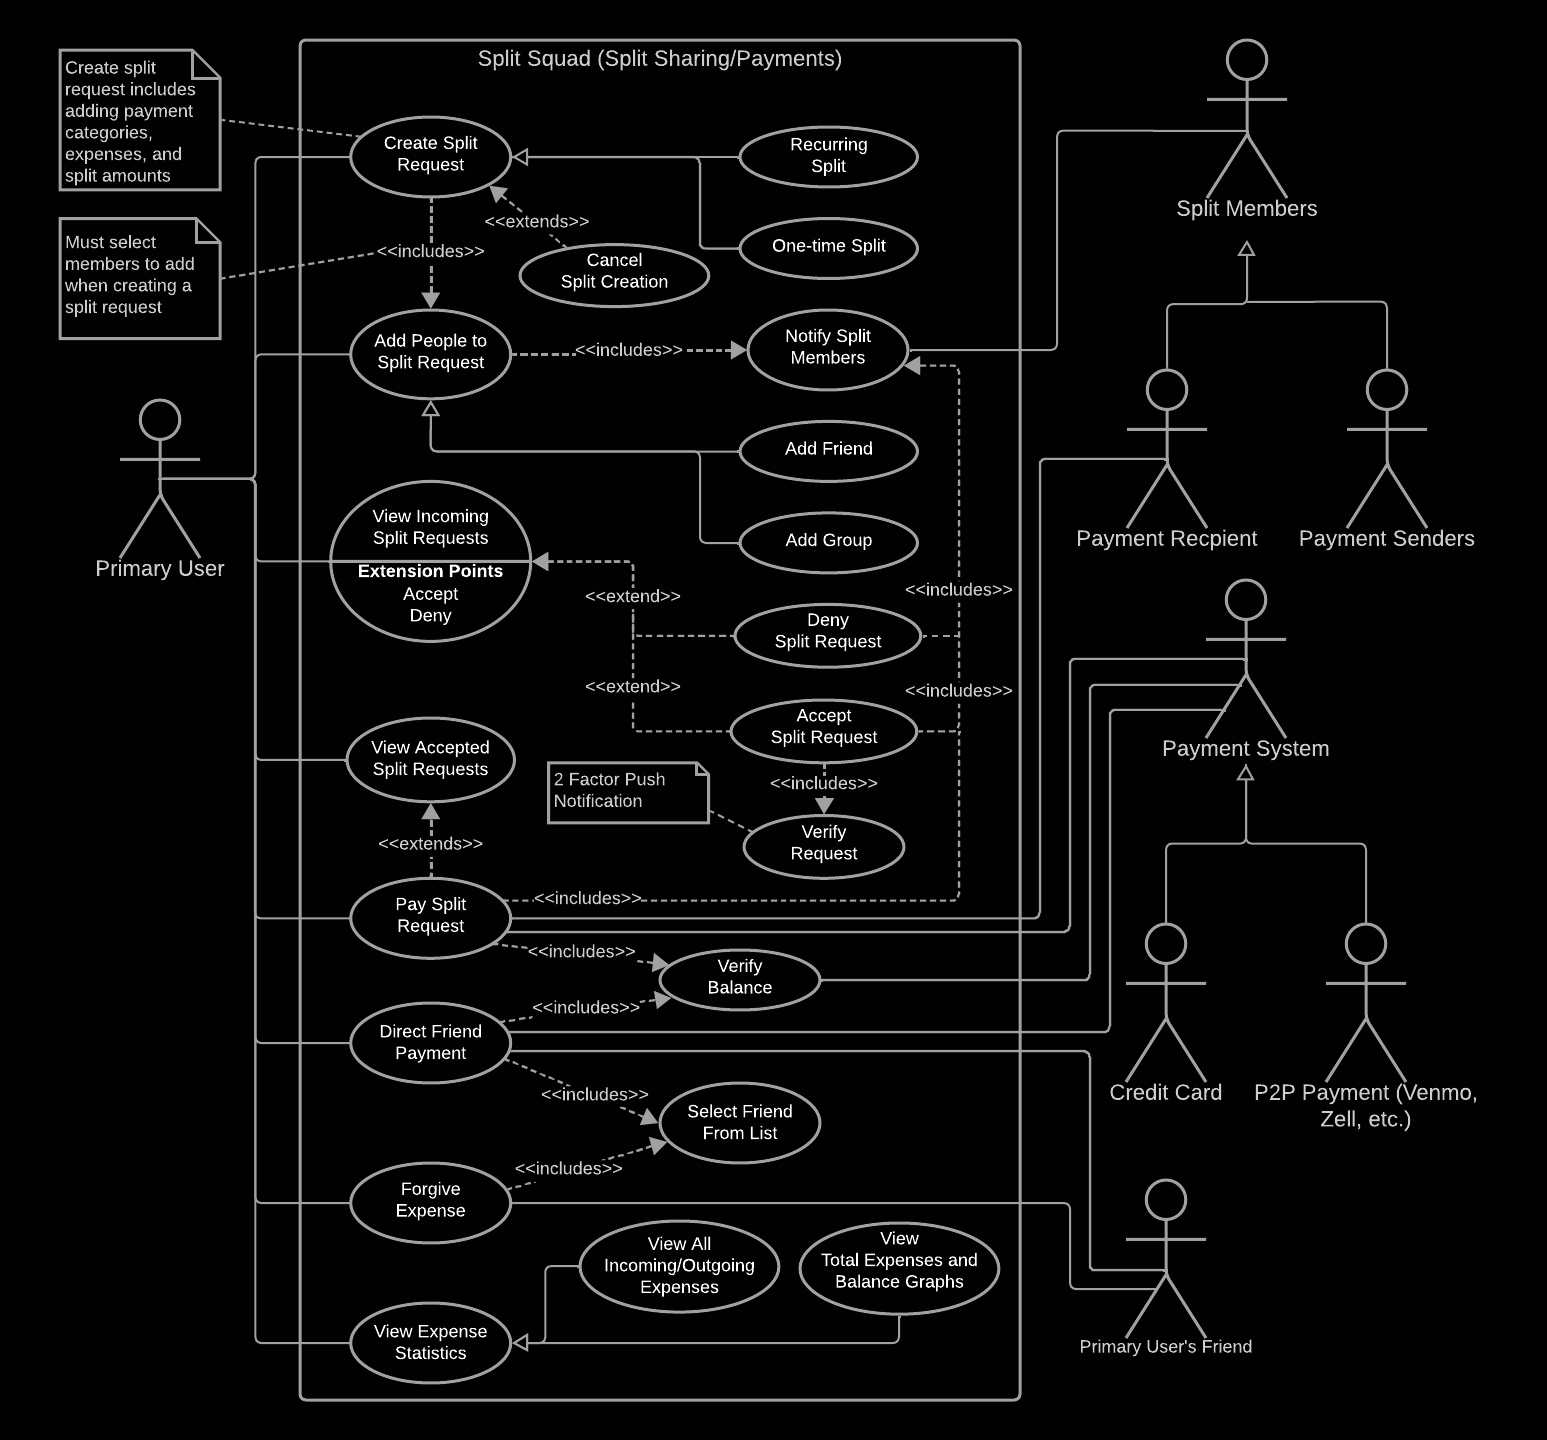 Split Squad (Split Sharing/Payments)
Create split
request includes
adding payment
categories,
expenses, and
split amounts
Must select
members to add
when creating a
split request
Primary User
Create Split
Request
Recurring
Split
<<extends>>
<<includes>>
One-time Split
Cancel
Split Creation
Add People to
Split Request
<<includes>>
Notify Split
Members
Add Friend
View Incoming
Split Requests
Extension Points
Accept
Deny
Add Group
<<extend>>
<<includes>>
Deny
Split Request
<<extend>>
<<includes>>
Accept
Split Request
View Accepted
Split Requests
2 Factor Push
Notification
<<includes>>
Verify
Request
<<extends>>
Pay Split
Request
<<includes>>
<<includes>>
Verify
Balance
<<includes>>
Direct Friend
Payment
<<includes>>
Select Friend
From List
<<includes>>
Forgive
Expense
View All
Incoming/Outgoing
Expenses
View
Total Expenses and
Balance Graphs
View Expense
Statistics
Split Members
Payment Recpient
Payment Senders
Payment System
Credit Card
P2P Payment (Venmo,
Zell, etc.)
Primary User's Friend